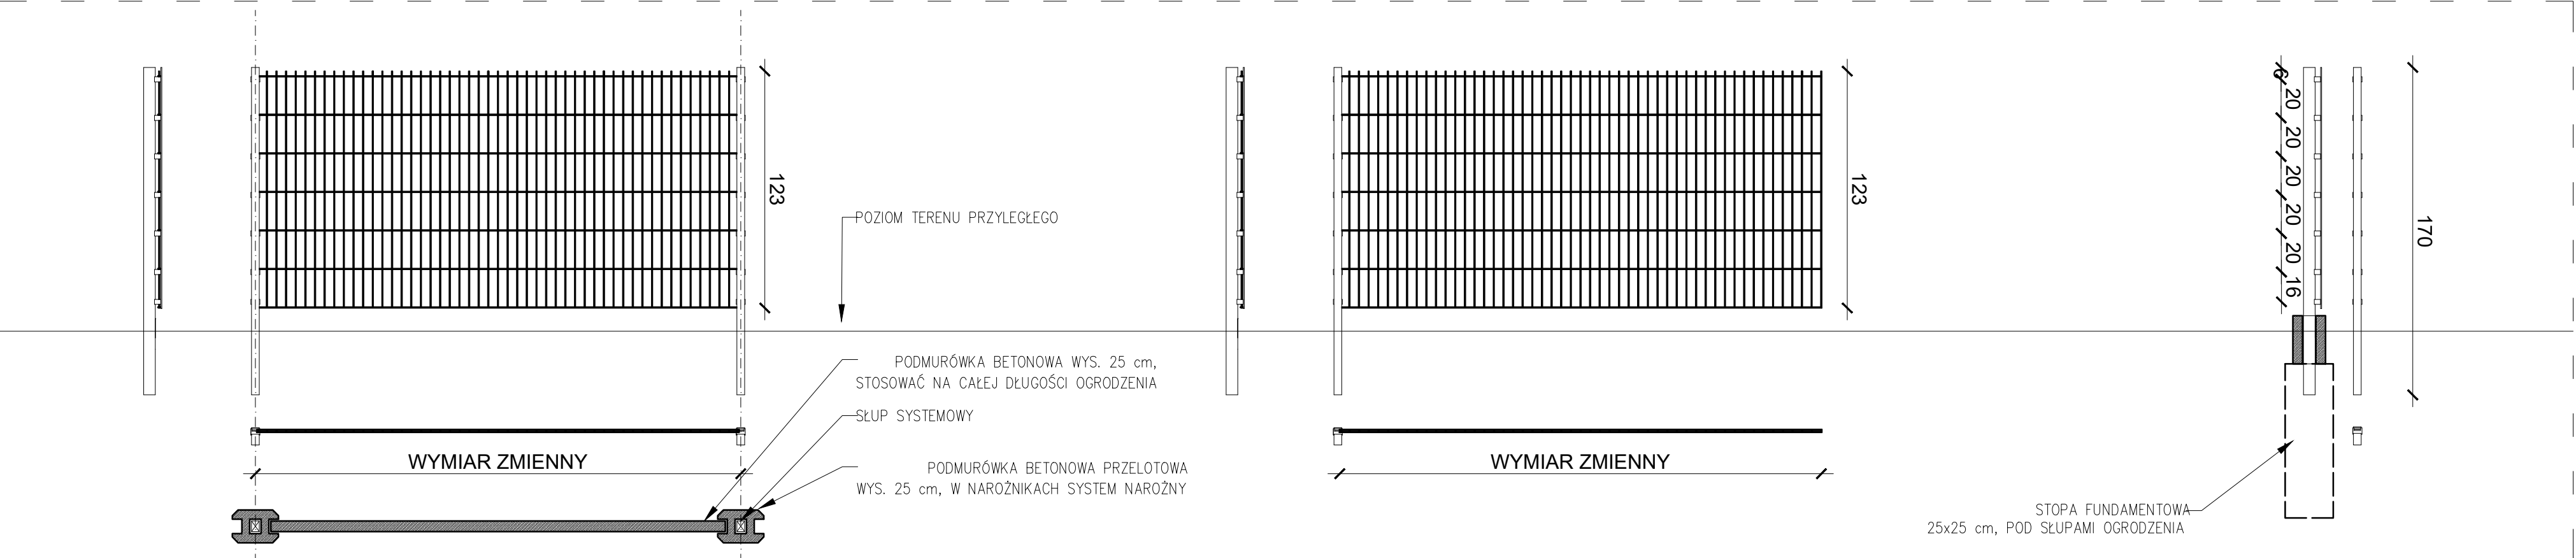 123
POZIOM TERENU PRZYLEGŁEGO
PODMURÓWKA BETONOWA WYS. 25 cm,
STOSOWAĆ NA CAŁEJ DŁUGOŚCI OGRODZENIA
SŁUP SYSTEMOWY
PODMURÓWKA BETONOWA PRZELOTOWA
WYS. 25 cm, W NAROŻNIKACH SYSTEM NAROŻNY
WYMIAR ZMIENNY
123
WYMIAR ZMIENNY
6
20
20
20
20
20
16
170
STOPA FUNDAMENTOWA
25x25 cm, POD SŁUPAMI OGRODZENIA